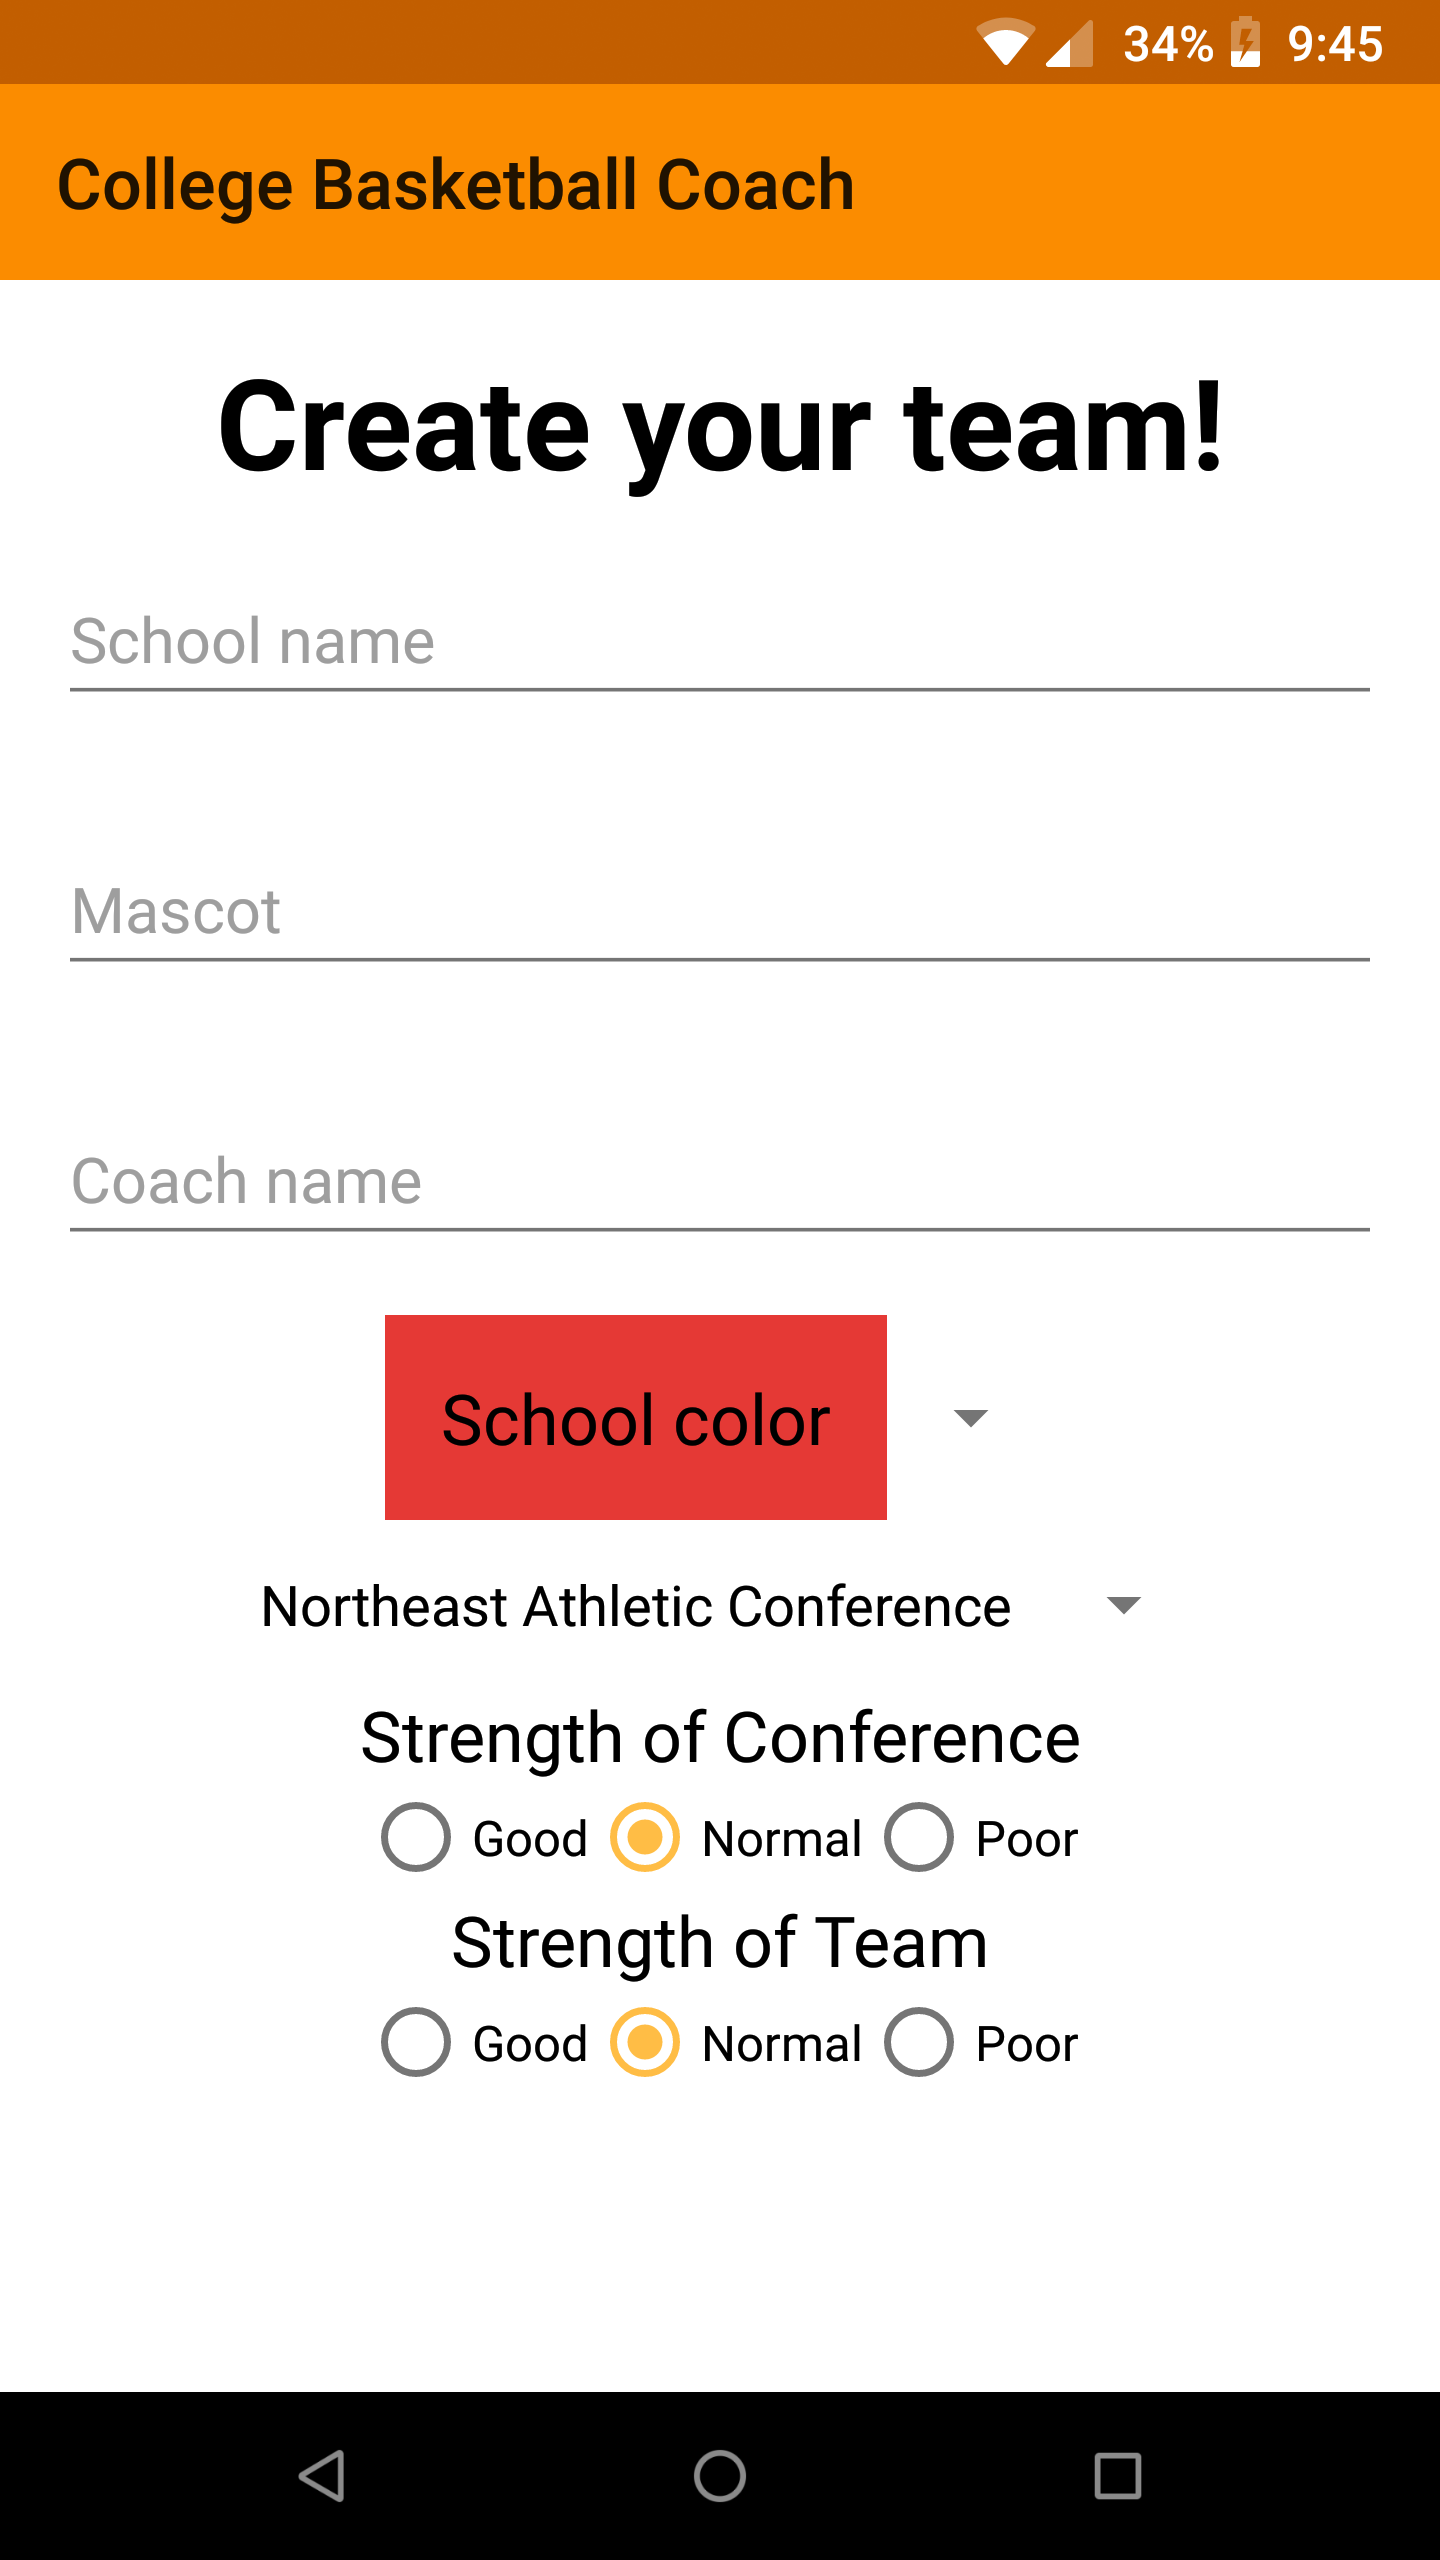 34% 9:45
College Basketball Coach
Create your team!
School name
Mascot
Coach name
School color
Northeast Athletic Conference
Strength of Conference
Good Normal Poor
Strength of Team
Good Normal Poor